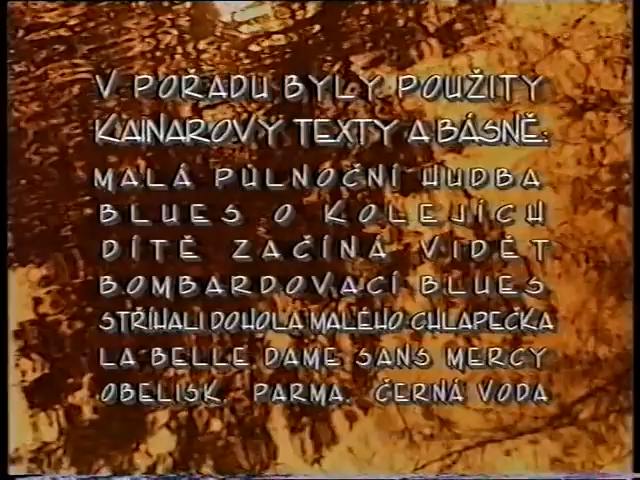 V POŘADU BYLY POUŽITY
KAINAROVY TEXTY A BÁSNĚ:
MALÁ PŮLNOČNÍ HUDBA
BLUES O KOLEJÍCH
DÍTĚ ZAČÍNÁ VIDĚT
BOMBARDOVACÍ BLUES
STŘÍHALI DOHOLA MALÉHO CHLAPEČKA
LA BELLE DAME SANS MERCY
OBELISK. PARMA. ČERNÁ VODA